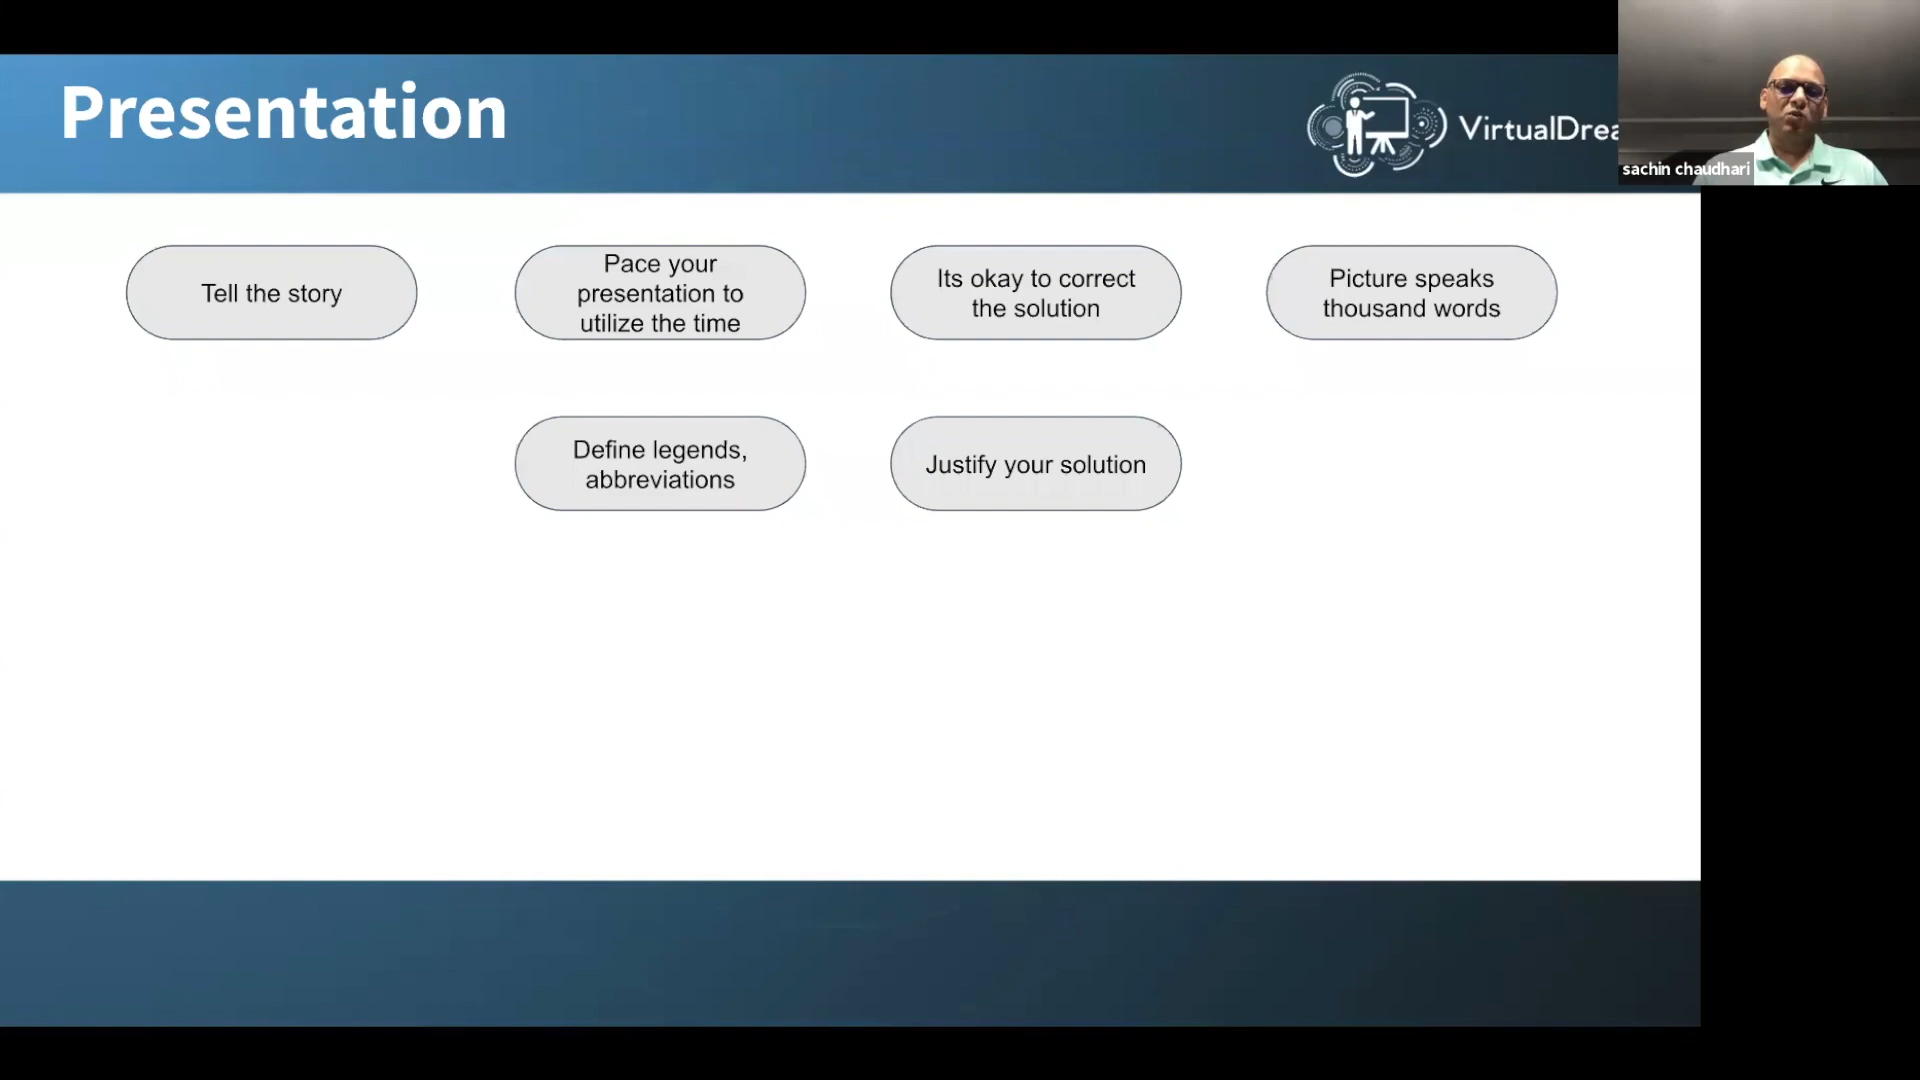 Presentation
VirtualDrea
sachin chaudhari
Tell the story
Pace your
presentation to
utilize the time
Its okay to correct
the solution
Picture speaks
thousand words
Define legends,
abbreviations
Justify your solution